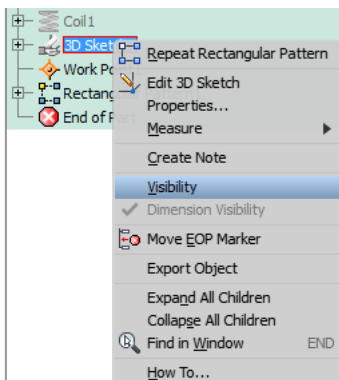 Coil1
3D Sket
Work Po
Rectang
End of P
Repeat Rectangular Pattern
Edit 3D Sketch
Properties...
Measure
Create Note
Visibility
Dimension Visibility
Move EOP Marker
Export Object
Expand All Children
Collapse All Children
Find in Window END
How To...